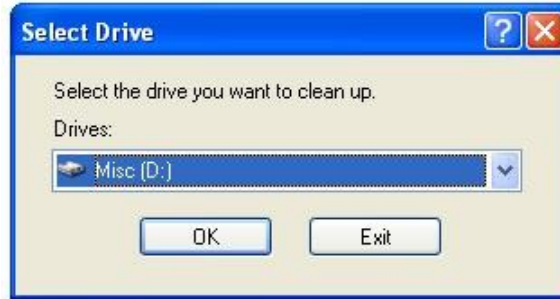 Select Drive
?
Select the drive you want to clean up.
Drives:
Misc (D:)
OK Exit